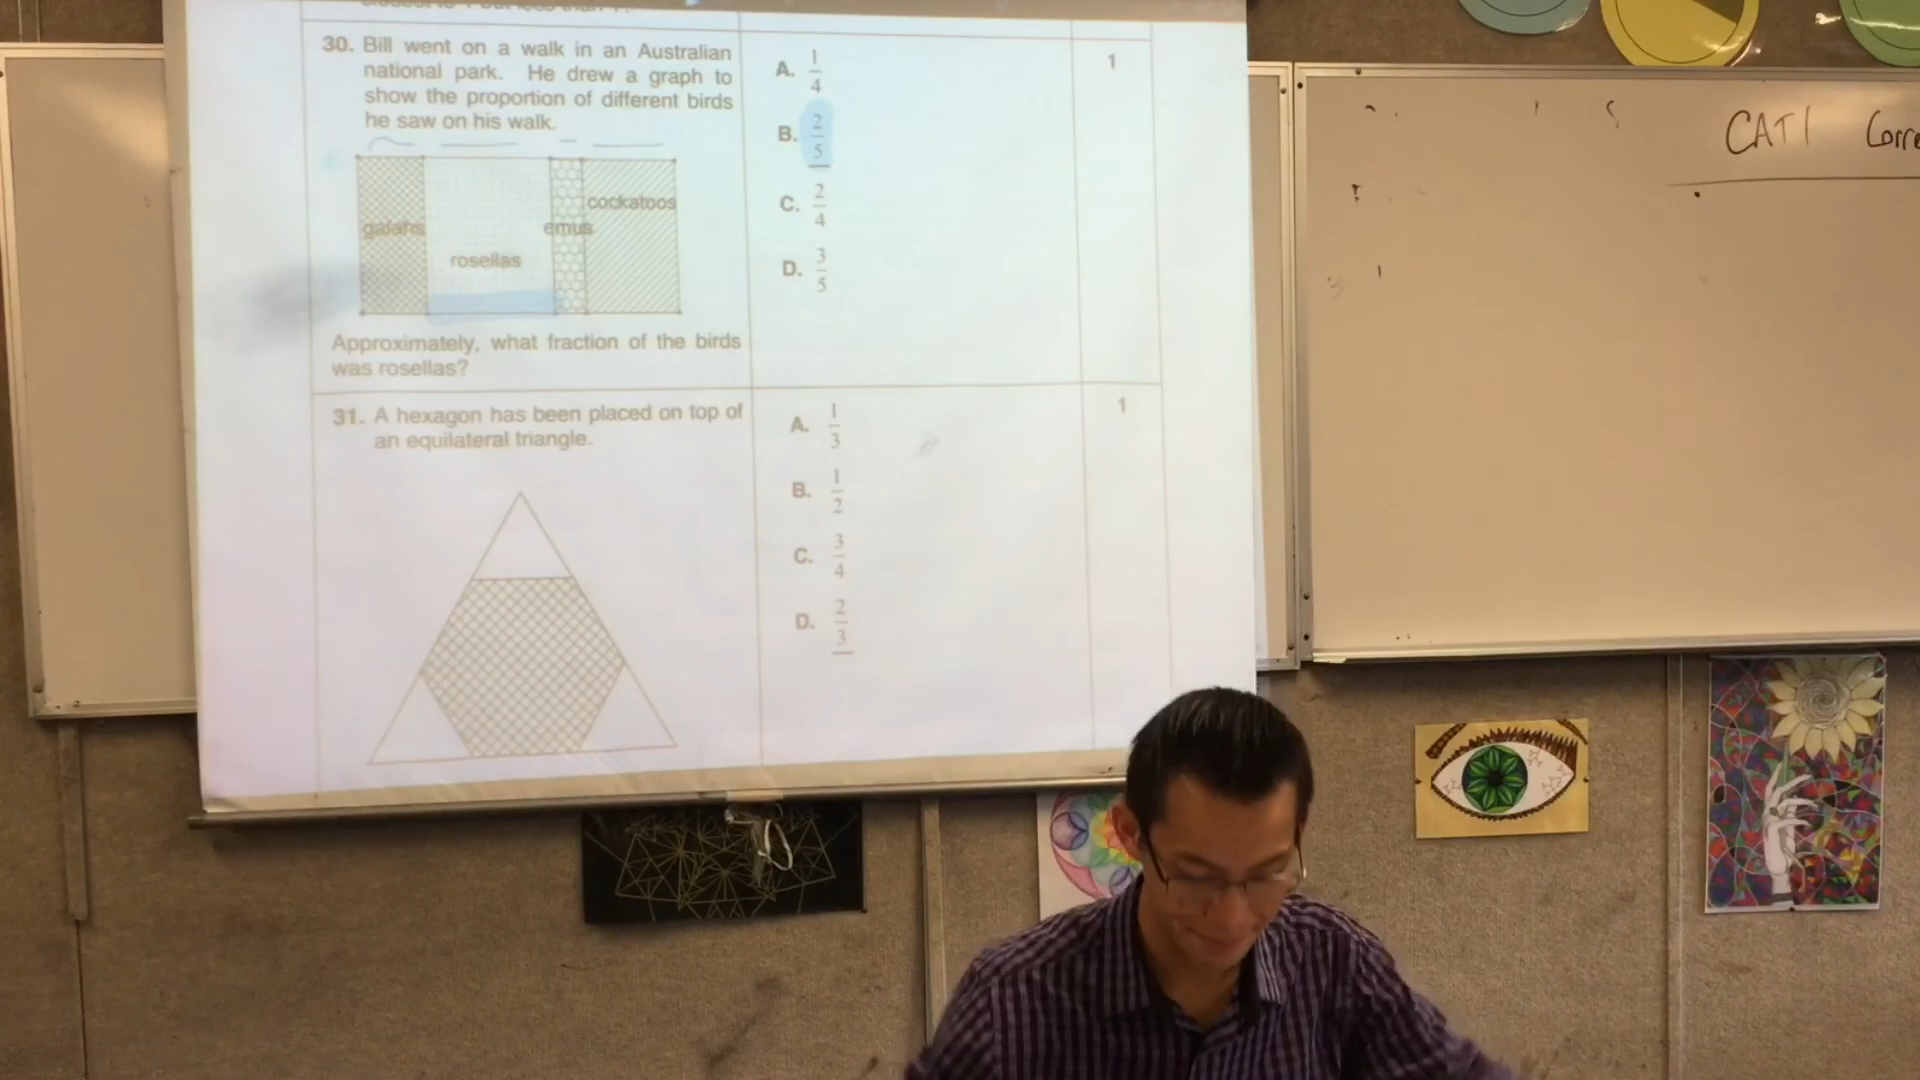 30. Bill went on a walk in an Australian
national park. He drew a graph to
show the proportion of different birds
he saw on his walk.
galahs
rosellas
emus
cockatoos
Approximately, what fraction of the birds
was rosellas?
A. 1/4
B. 2/5
C. 2/4
D. 3/5
1
31. A hexagon has been placed on top of
an equilateral triangle.
A. 1/3
B. 1/2
C. 3/4
D. 2/3
1
CAT1